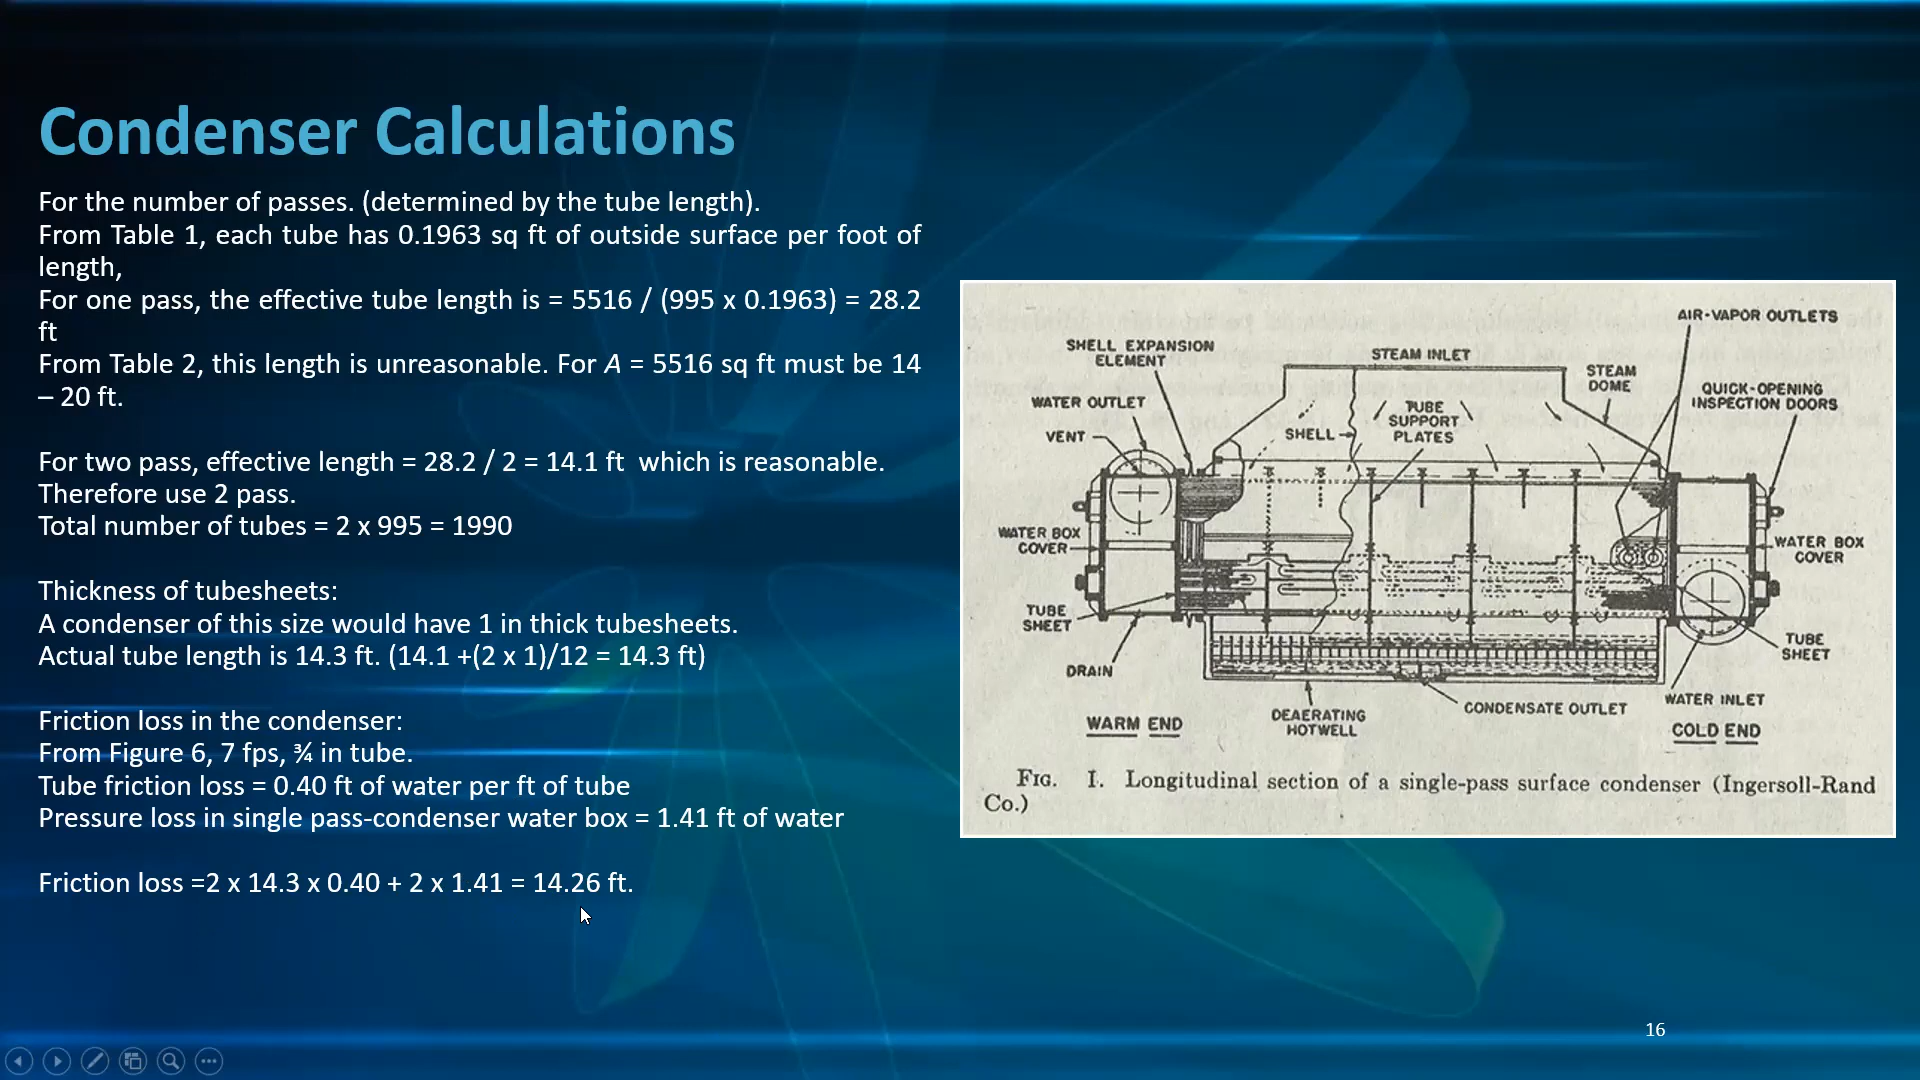 Condenser Calculations
For the number of passes. (determined by the tube length).
From Table 1, each tube has 0.1963 sq ft of outside surface per foot of
length,
For one pass, the effective tube length is = 5516 / (995 x 0.1963) = 28.2
ft
From Table 2, this length is unreasonable. For A = 5516 sq ft must be 14
– 20 ft.
For two pass, effective length = 28.2 / 2 = 14.1 ft which is reasonable.
Therefore use 2 pass.
Total number of tubes = 2 x 995 = 1990
Thickness of tubesheets:
A condenser of this size would have 1 in thick tubesheets.
Actual tube length is 14.3 ft. (14.1 +(2 x 1)/12 = 14.3 ft)
Friction loss in the condenser:
From Figure 6, 7 fps, ¾ in tube.
Tube friction loss = 0.40 ft of water per ft of tube
Pressure loss in single pass-condenser water box = 1.41 ft of water
Friction loss =2 x 14.3 x 0.40 + 2 x 1.41 = 14.26 ft.
AIR-VAPOR OUTLETS
SHELL EXPANSION
ELEMENT
STEAM INLET
STEAM
DOME
QUICK-OPENING
INSPECTION DOORS
WATER OUTLET
TUBE
SUPPORT
PLATES
VENT
SHELL
WATER BOX
COVER
WATER BOX
COVER
TUBE
SHEET
TUBE
SHEET
DRAIN
WATER INLET
CONDENSATE OUTLET
DEAERATING
HOTWELL
WARM END
COLD END
FIG. I. Longitudinal section of a single-pass surface condenser (Ingersoll-Rand
Co.)
16